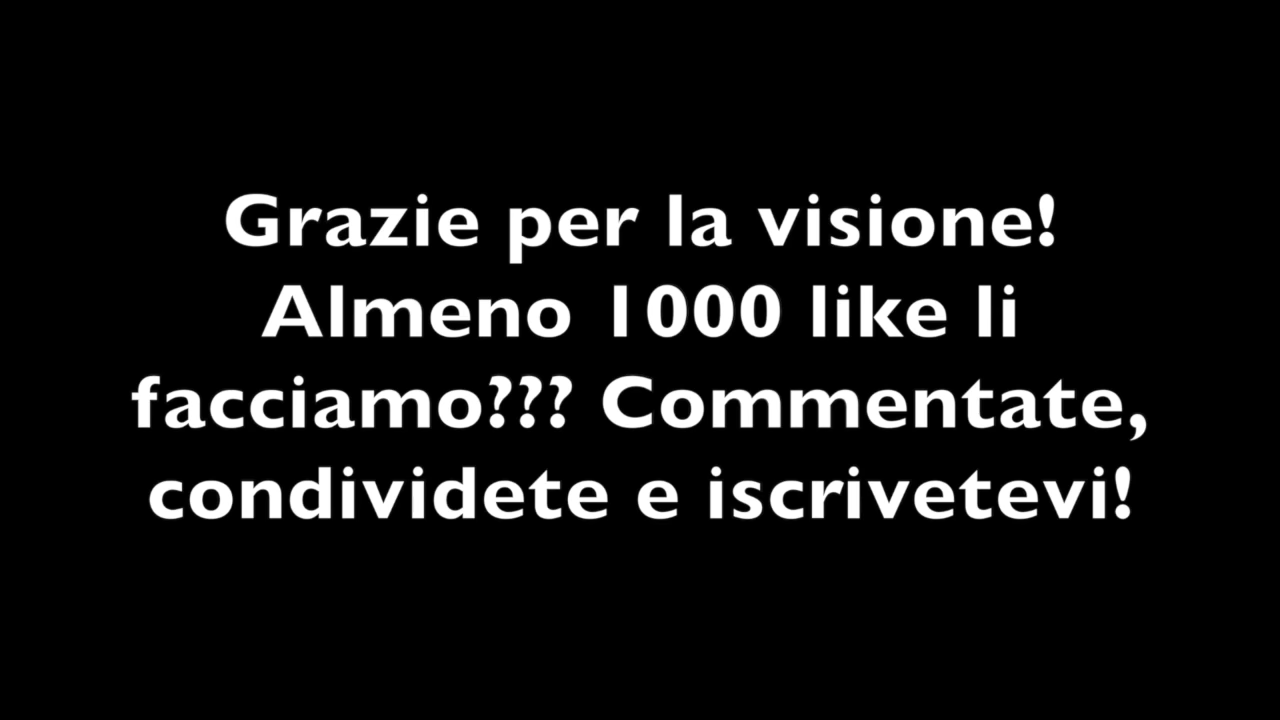 Grazie per la visione!
Almeno 1000 like li
facciamo??? Commentate,
condividete e iscrivetevi!